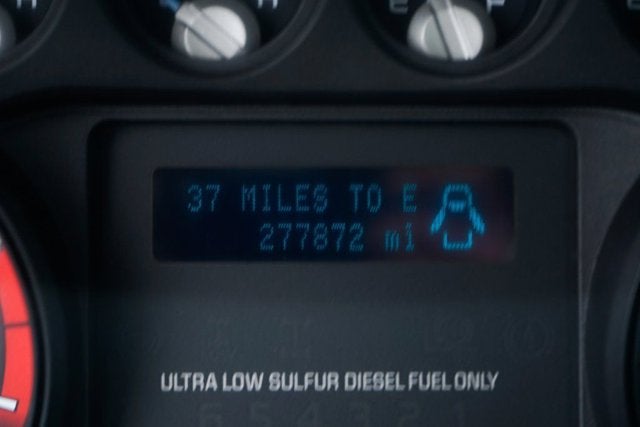 H H
E F
37 MILES TO E
277872 mi
ULTRA LOW SULFUR DIESEL FUEL ONLY